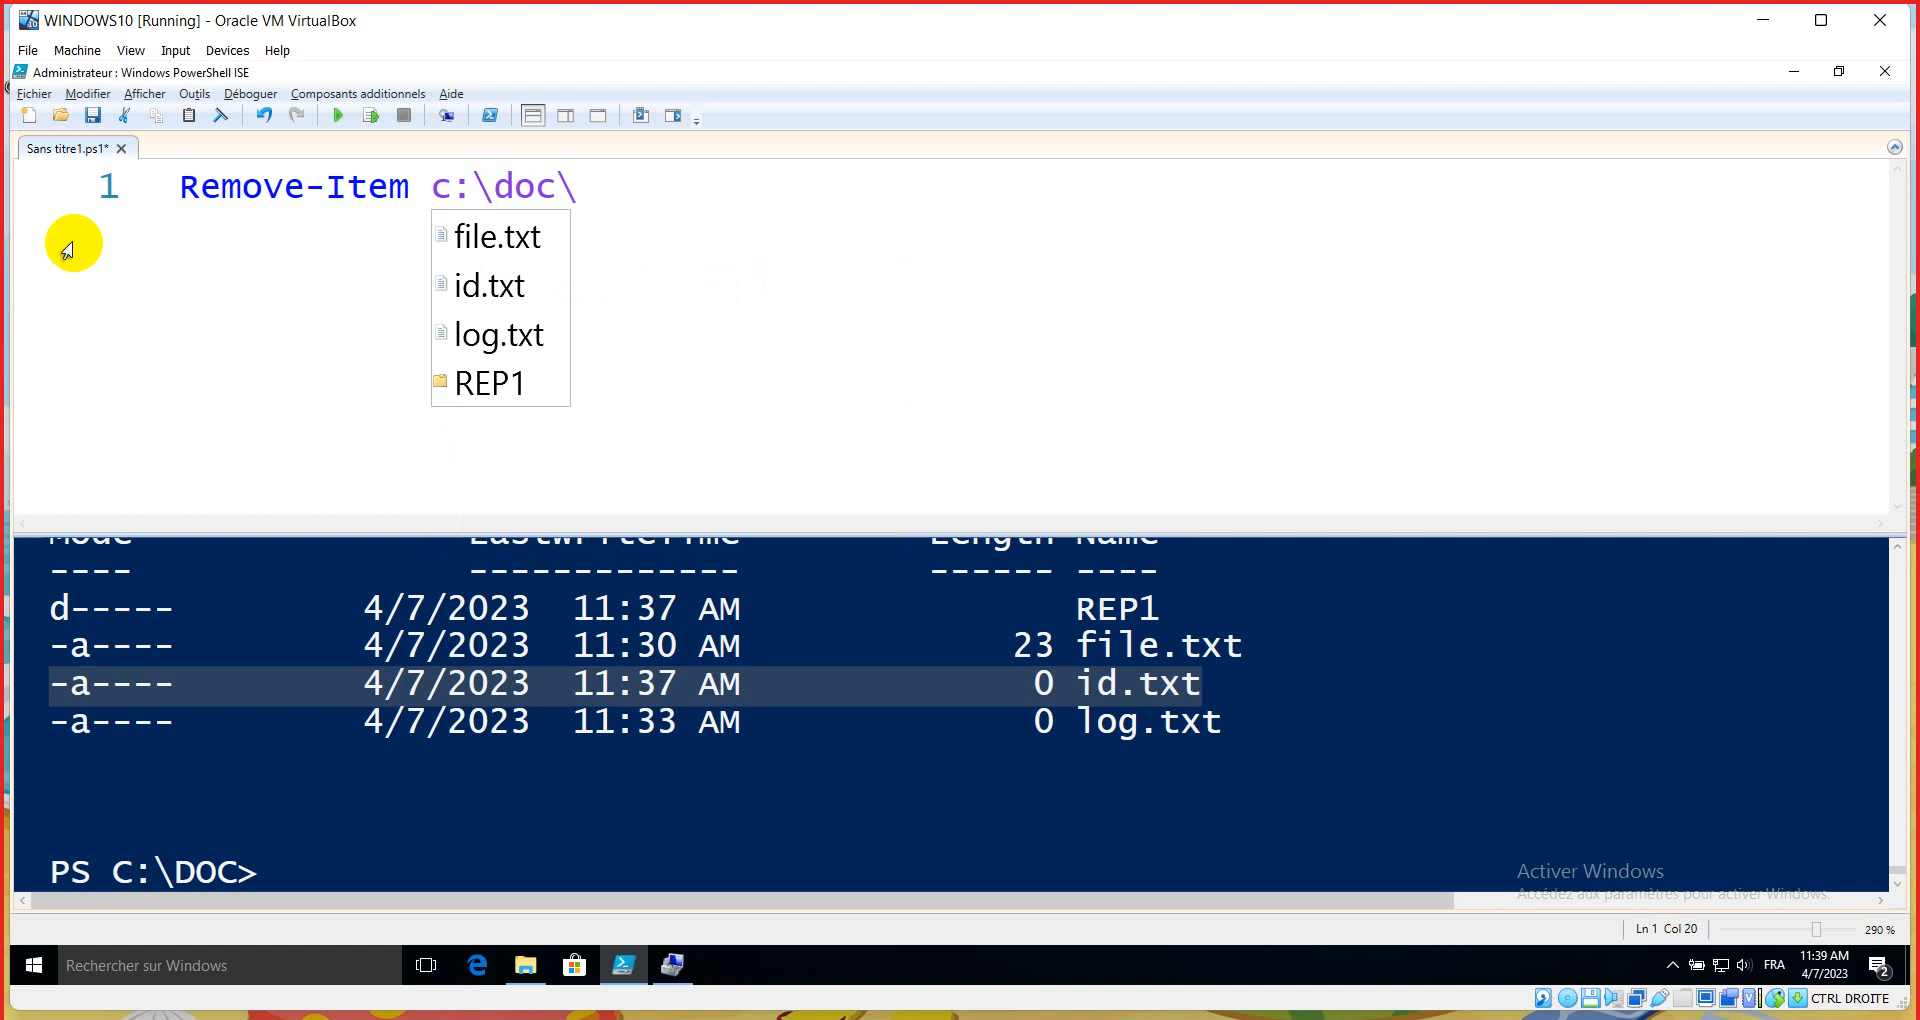 WINDOWS10 [Running] - Oracle VM VirtualBox
File Machine View Input Devices Help
Administrateur : Windows PowerShell ISE
Fichier Modifier Afficher Outils Déboguer Composants additionnels Aide
Sans titre1.ps1*
1 Remove-Item c:\doc\
file.txt
id.txt
log.txt
REP1
Mode LastWriteTime Length Name
---- ------------- ------ ----
d----- 4/7/2023 11:37 AM REP1
-a---- 4/7/2023 11:30 AM 23 file.txt
-a---- 4/7/2023 11:37 AM 0 id.txt
-a---- 4/7/2023 11:33 AM 0 log.txt
PS C:\DOC>
Activer Windows
Accédez aux paramètres pour activer Windows.
Ln 1 Col 20 290 %
Rechercher sur Windows
FRA
11:39 AM
4/7/2023
2
CTRL DROITE